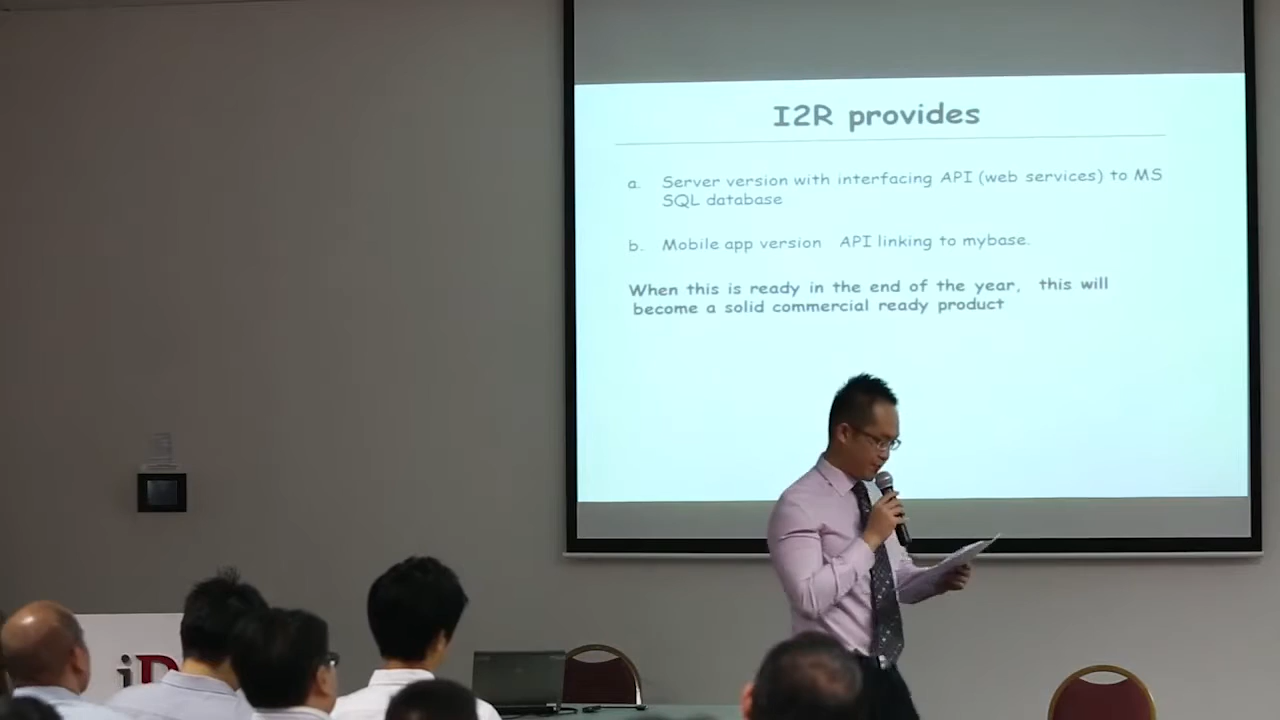 I2R provides
a. Server version with interfacing API (web services) to MS
SQL database
b. Mobile app version API linking to mybase.
When this is ready in the end of the year, this will
become a solid commercial ready product
iD